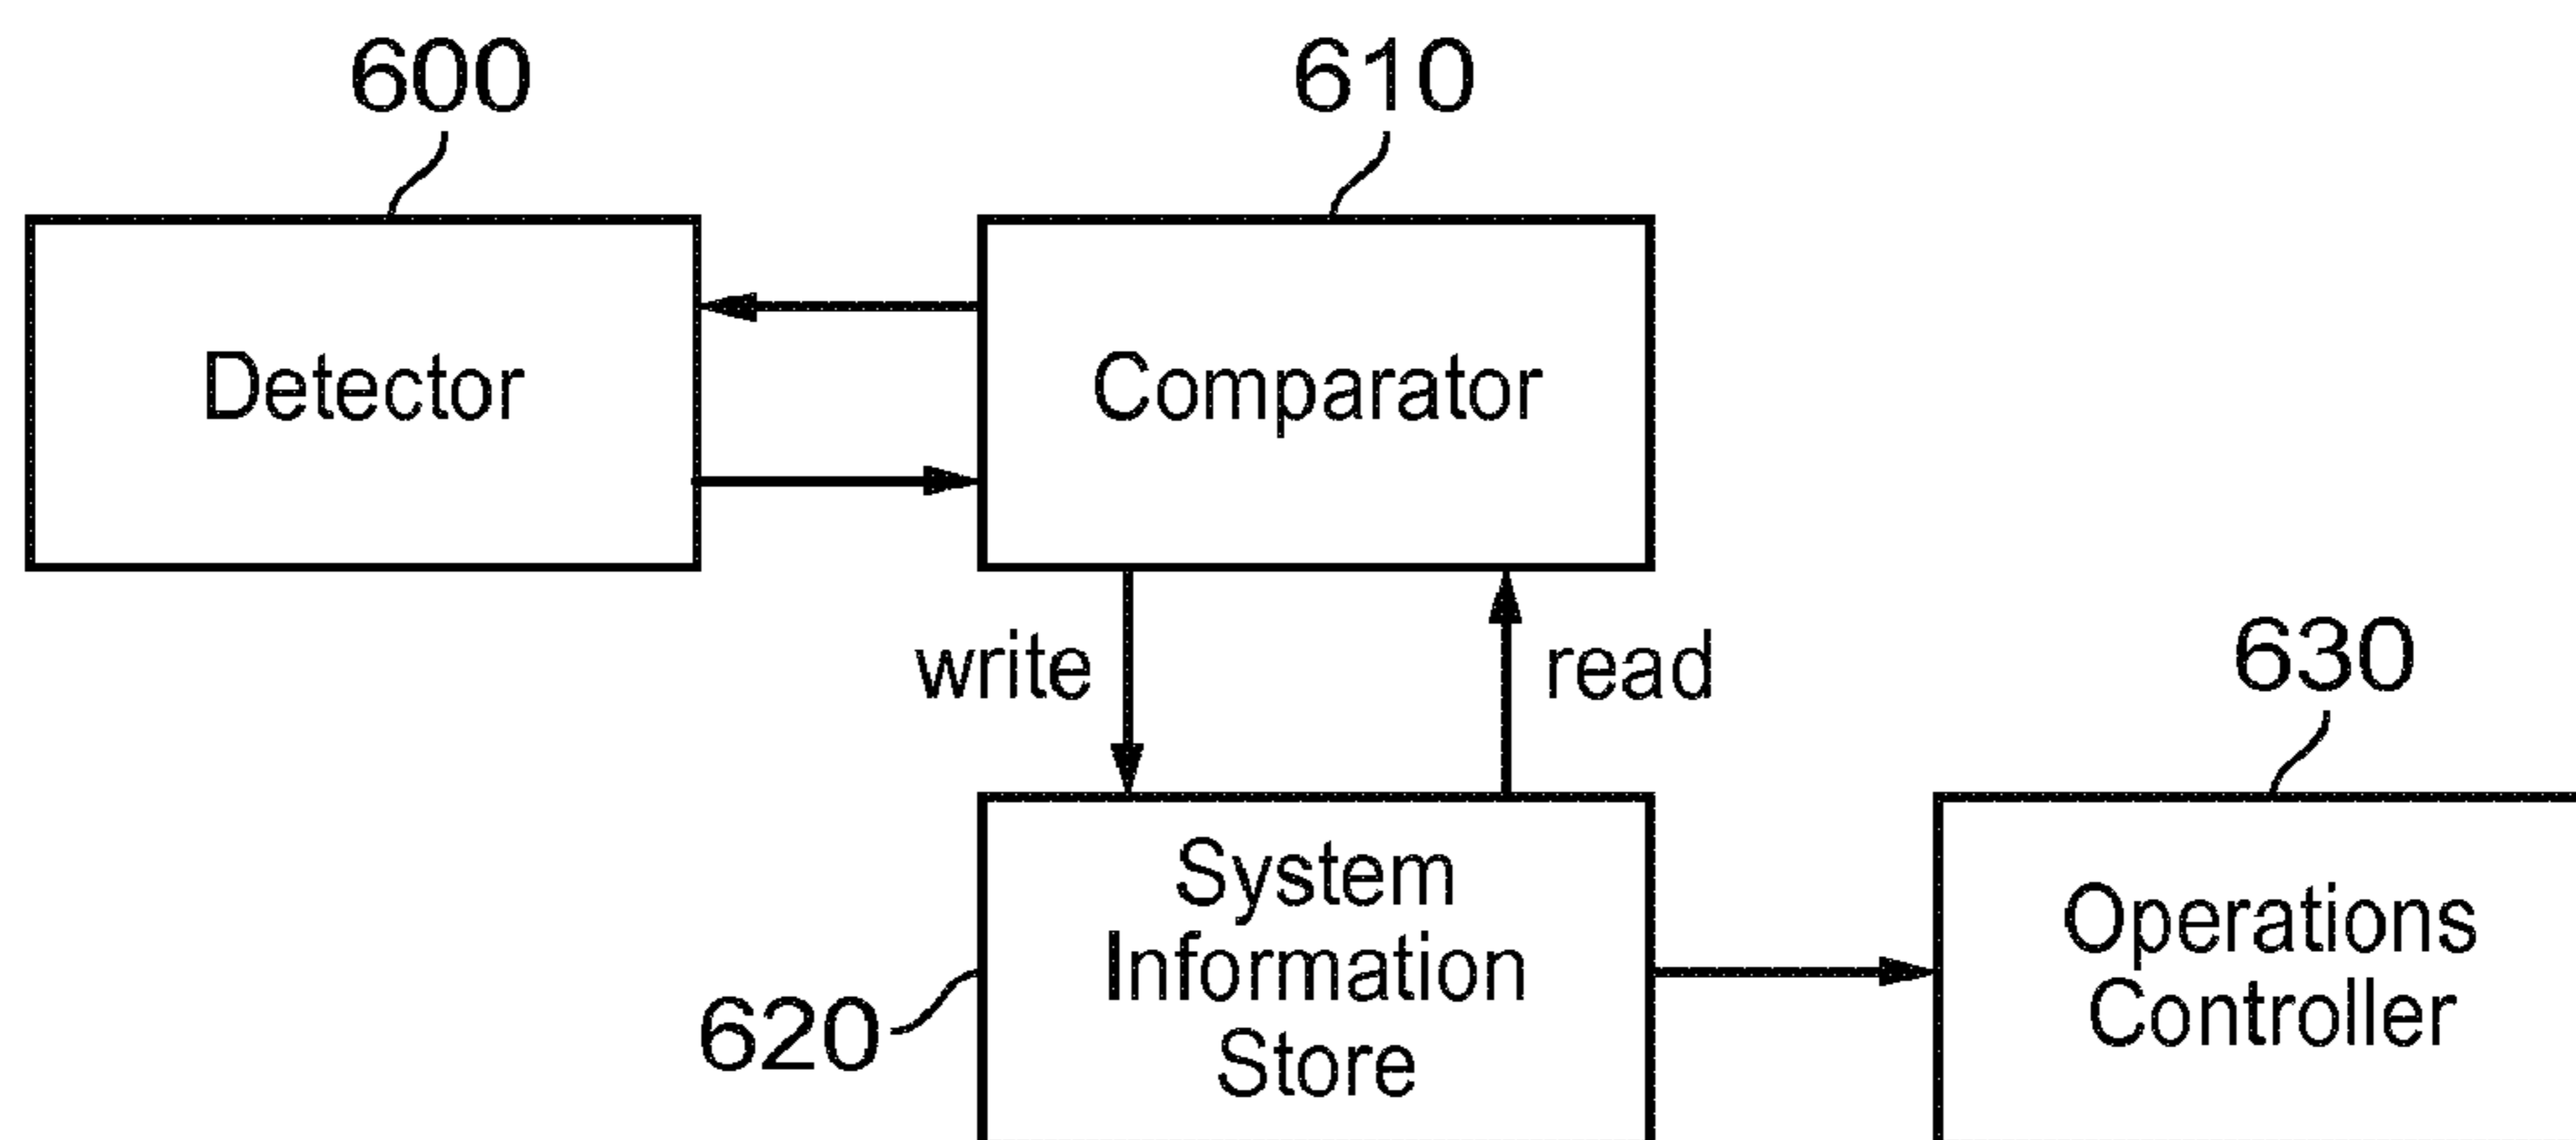 600
610
Detector
Comparator
write
read
630
System
Information
Store
620
Operations
Controller